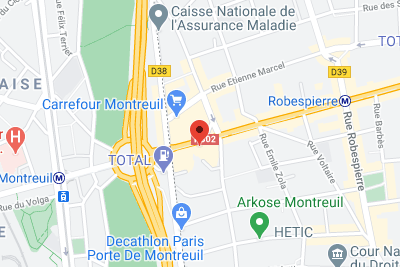 Caisse Nationale de
l'Assurance Maladie
Rue des S
Rue Félix Terrier
TOT
D38
Rue Etienne Marcel
D39
AISE
Carrefour Montreuil
Robespierre
Rue Barbès
TOTAL
Rue Emile Zola
Rue Voltaire
Rue Robespierre
Montreuil
Rue du Volga
Arkose Montreuil
Decathlon Paris
Porte De Montreuil
HETIC
Cour Na
du Droit